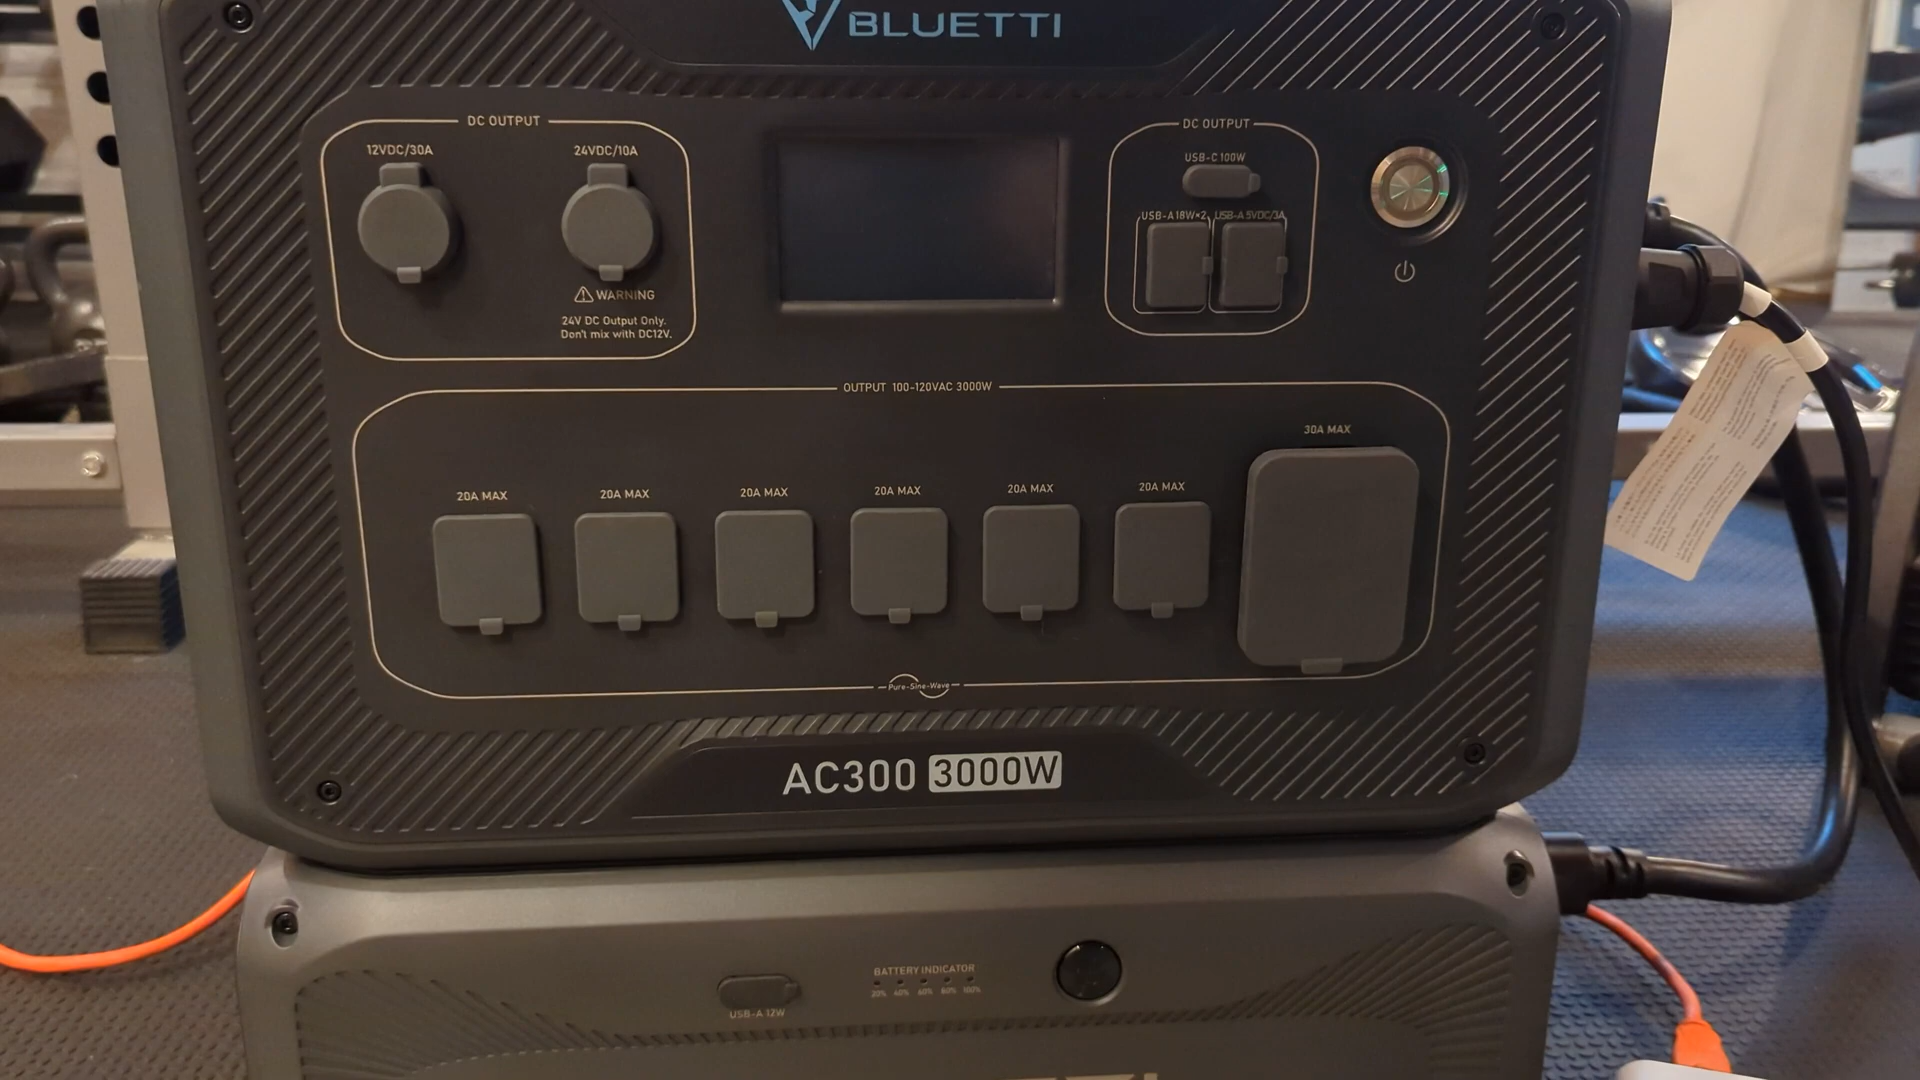 BLUETTI
DC OUTPUT
12VDC/30A
24VDC/10A
WARNING
24V DC Output Only.
Don't mix with DC12V.
DC OUTPUT
USB-C 100W
USB-A 18W×2
USB-A 5VDC/3A
OUTPUT 100-120VAC 3000W
20A MAX
20A MAX
20A MAX
20A MAX
20A MAX
20A MAX
30A MAX
Pure-Sine-Wave
AC300 3000W
BATTERY INDICATOR
20% 40% 60% 80% 100%
USB-A 12W